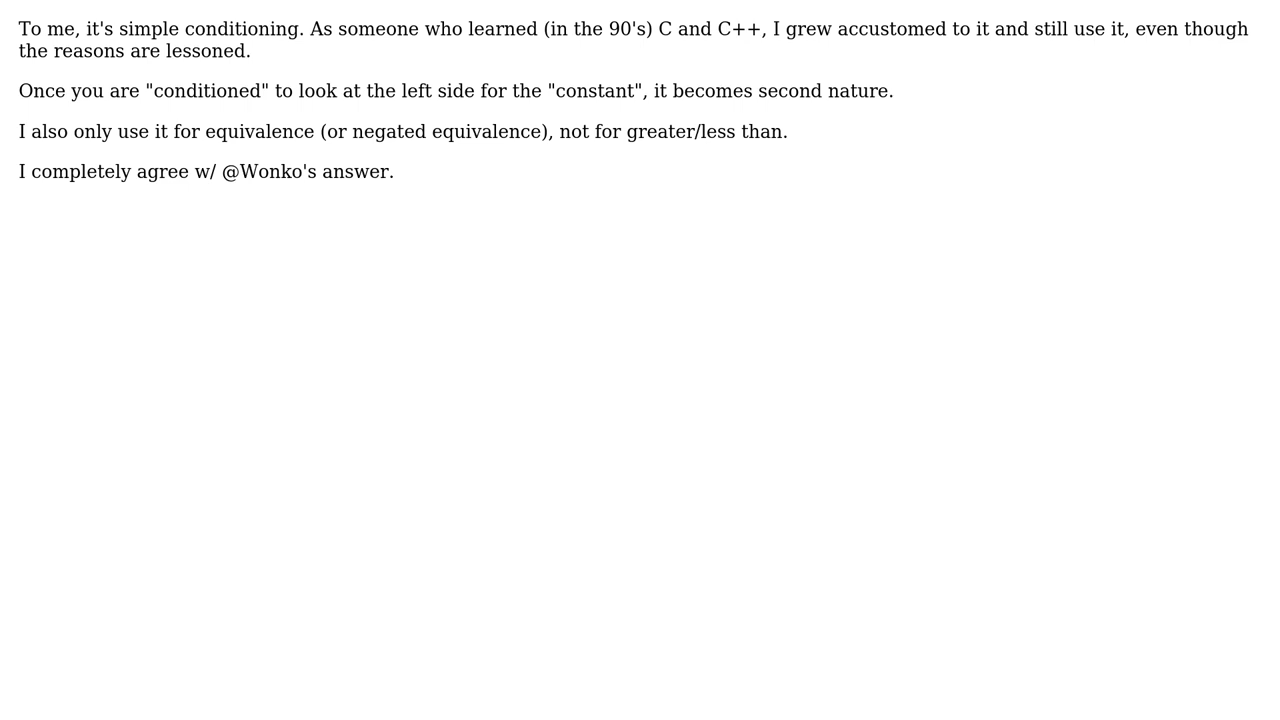 To me, it's simple conditioning. As someone who learned (in the 90's) C and C++, I grew accustomed to it and still use it, even though
the reasons are lessoned.
Once you are "conditioned" to look at the left side for the "constant", it becomes second nature.
I also only use it for equivalence (or negated equivalence), not for greater/less than.
I completely agree w/ @Wonko's answer.